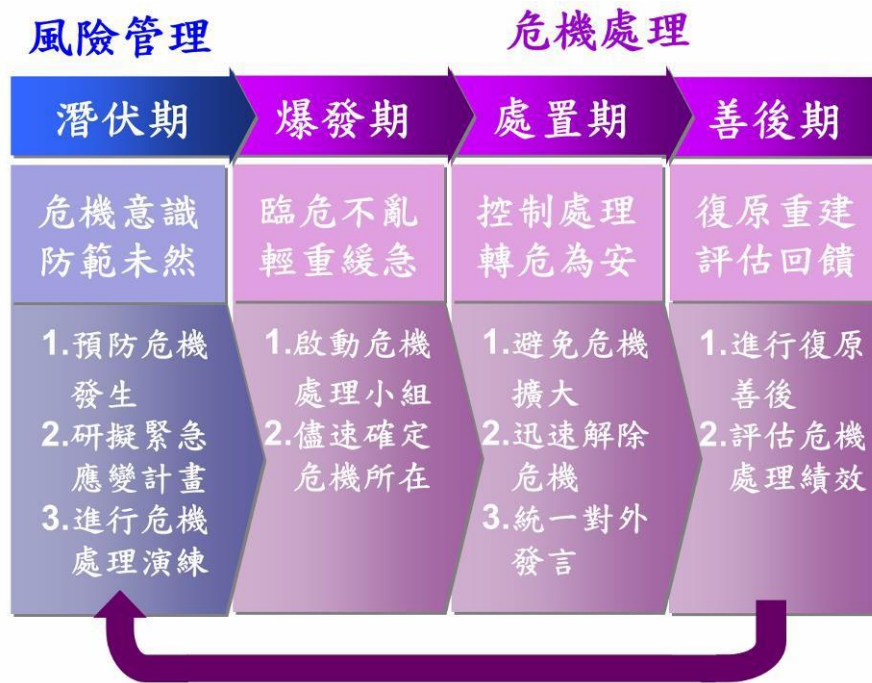 風險管理
危機處理
潛伏期
爆發期
處置期
善後期
危機意識
防範未然
臨危不亂
輕重緩急
控制處理
轉危為安
復原重建
評估回饋
1.預防危機
發生
2.研擬緊急
應變計畫
3.進行危機
處理演練
1.啟動危機
處理小組
2.儘速確定
危機所在
1.避免危機
擴大
2.迅速解除
危機
3.統一對外
發言
1.進行復原
善後
2.評估危機
處理績效